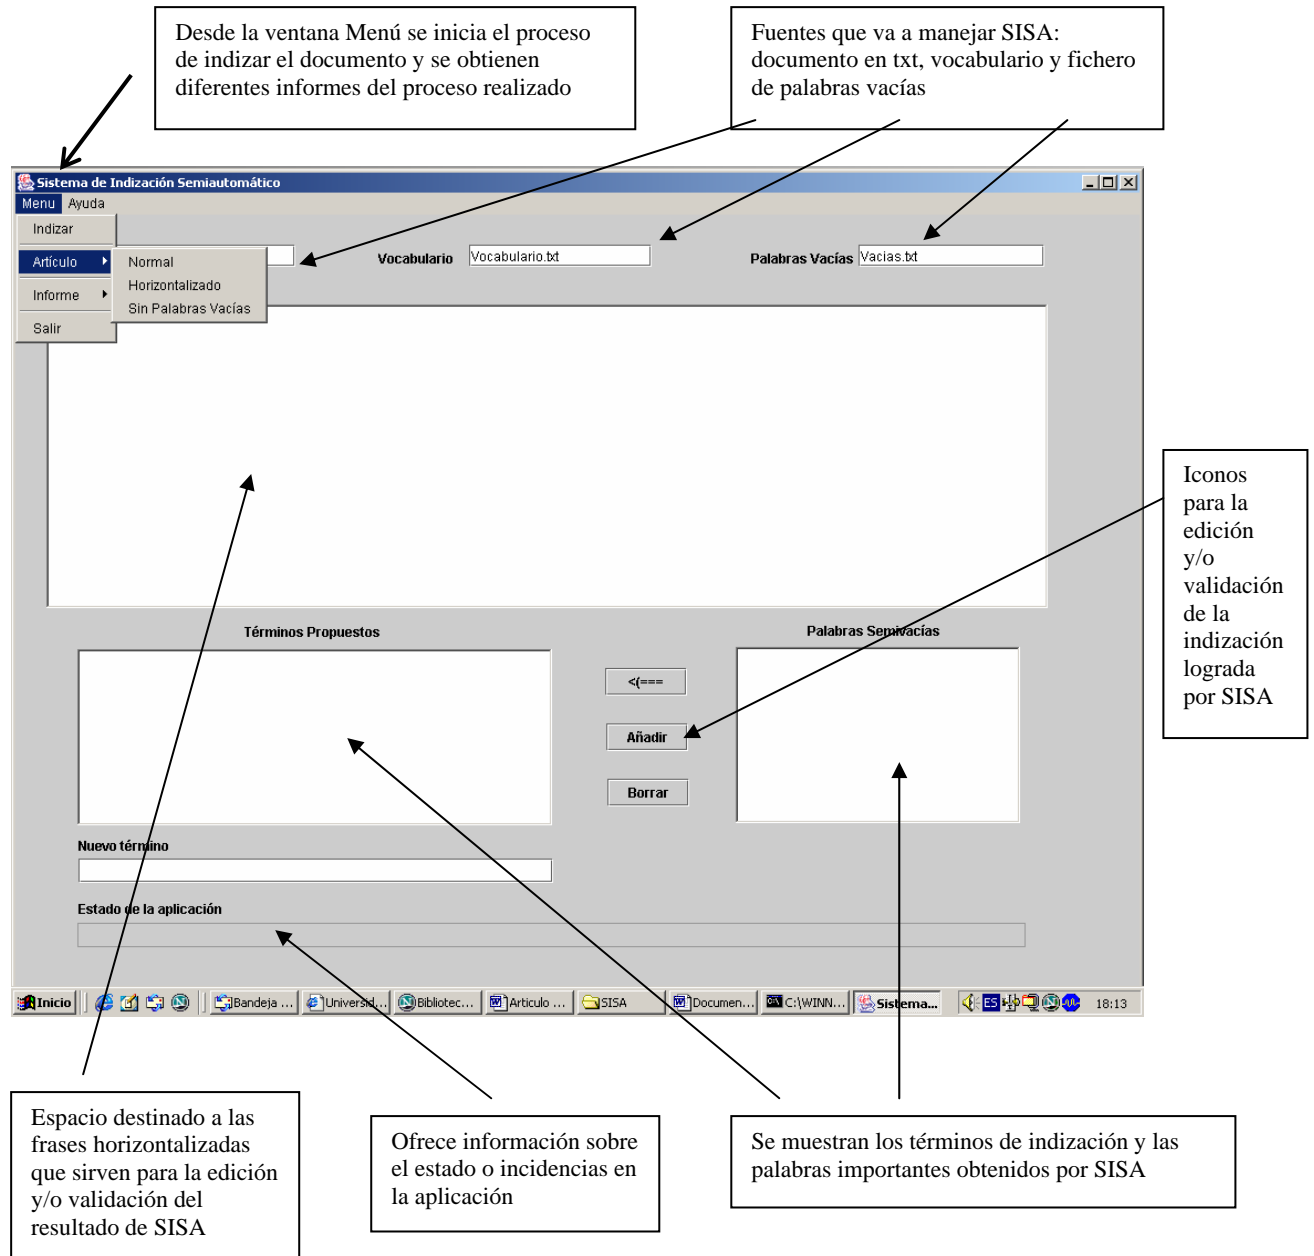 Desde la ventana Menú se inicia el proceso
de indizar el documento y se obtienen
diferentes informes del proceso realizado
Fuentes que va a manejar SISA:
documento en txt, vocabulario y fichero
de palabras vacías
Sistema de Indización Semiautomático
Menu Ayuda
Indizar
Artículo
Informe
Salir
Normal
Horizontalizado
Sin Palabras Vacías
Vocabulario Vocabulario.txt
Palabras Vacías Vacias.txt
Iconos
para la
edición
y/o
validación
de la
indización
lograda
por SISA
Términos Propuestos
Palabras Semivacías
<(===
Añadir
Borrar
Nuevo término
Estado de la aplicación
Inicio
Bandeja ...
Universid...
Bibliotec...
Articulo ...
SISA
Documen...
C:\WINN...
Sistema...
ES
18:13
Espacio destinado a las
frases horizontalizadas
que sirven para la edición
y/o validación del
resultado de SISA
Ofrece información sobre
el estado o incidencias en
la aplicación
Se muestran los términos de indización y las
palabras importantes obtenidos por SISA